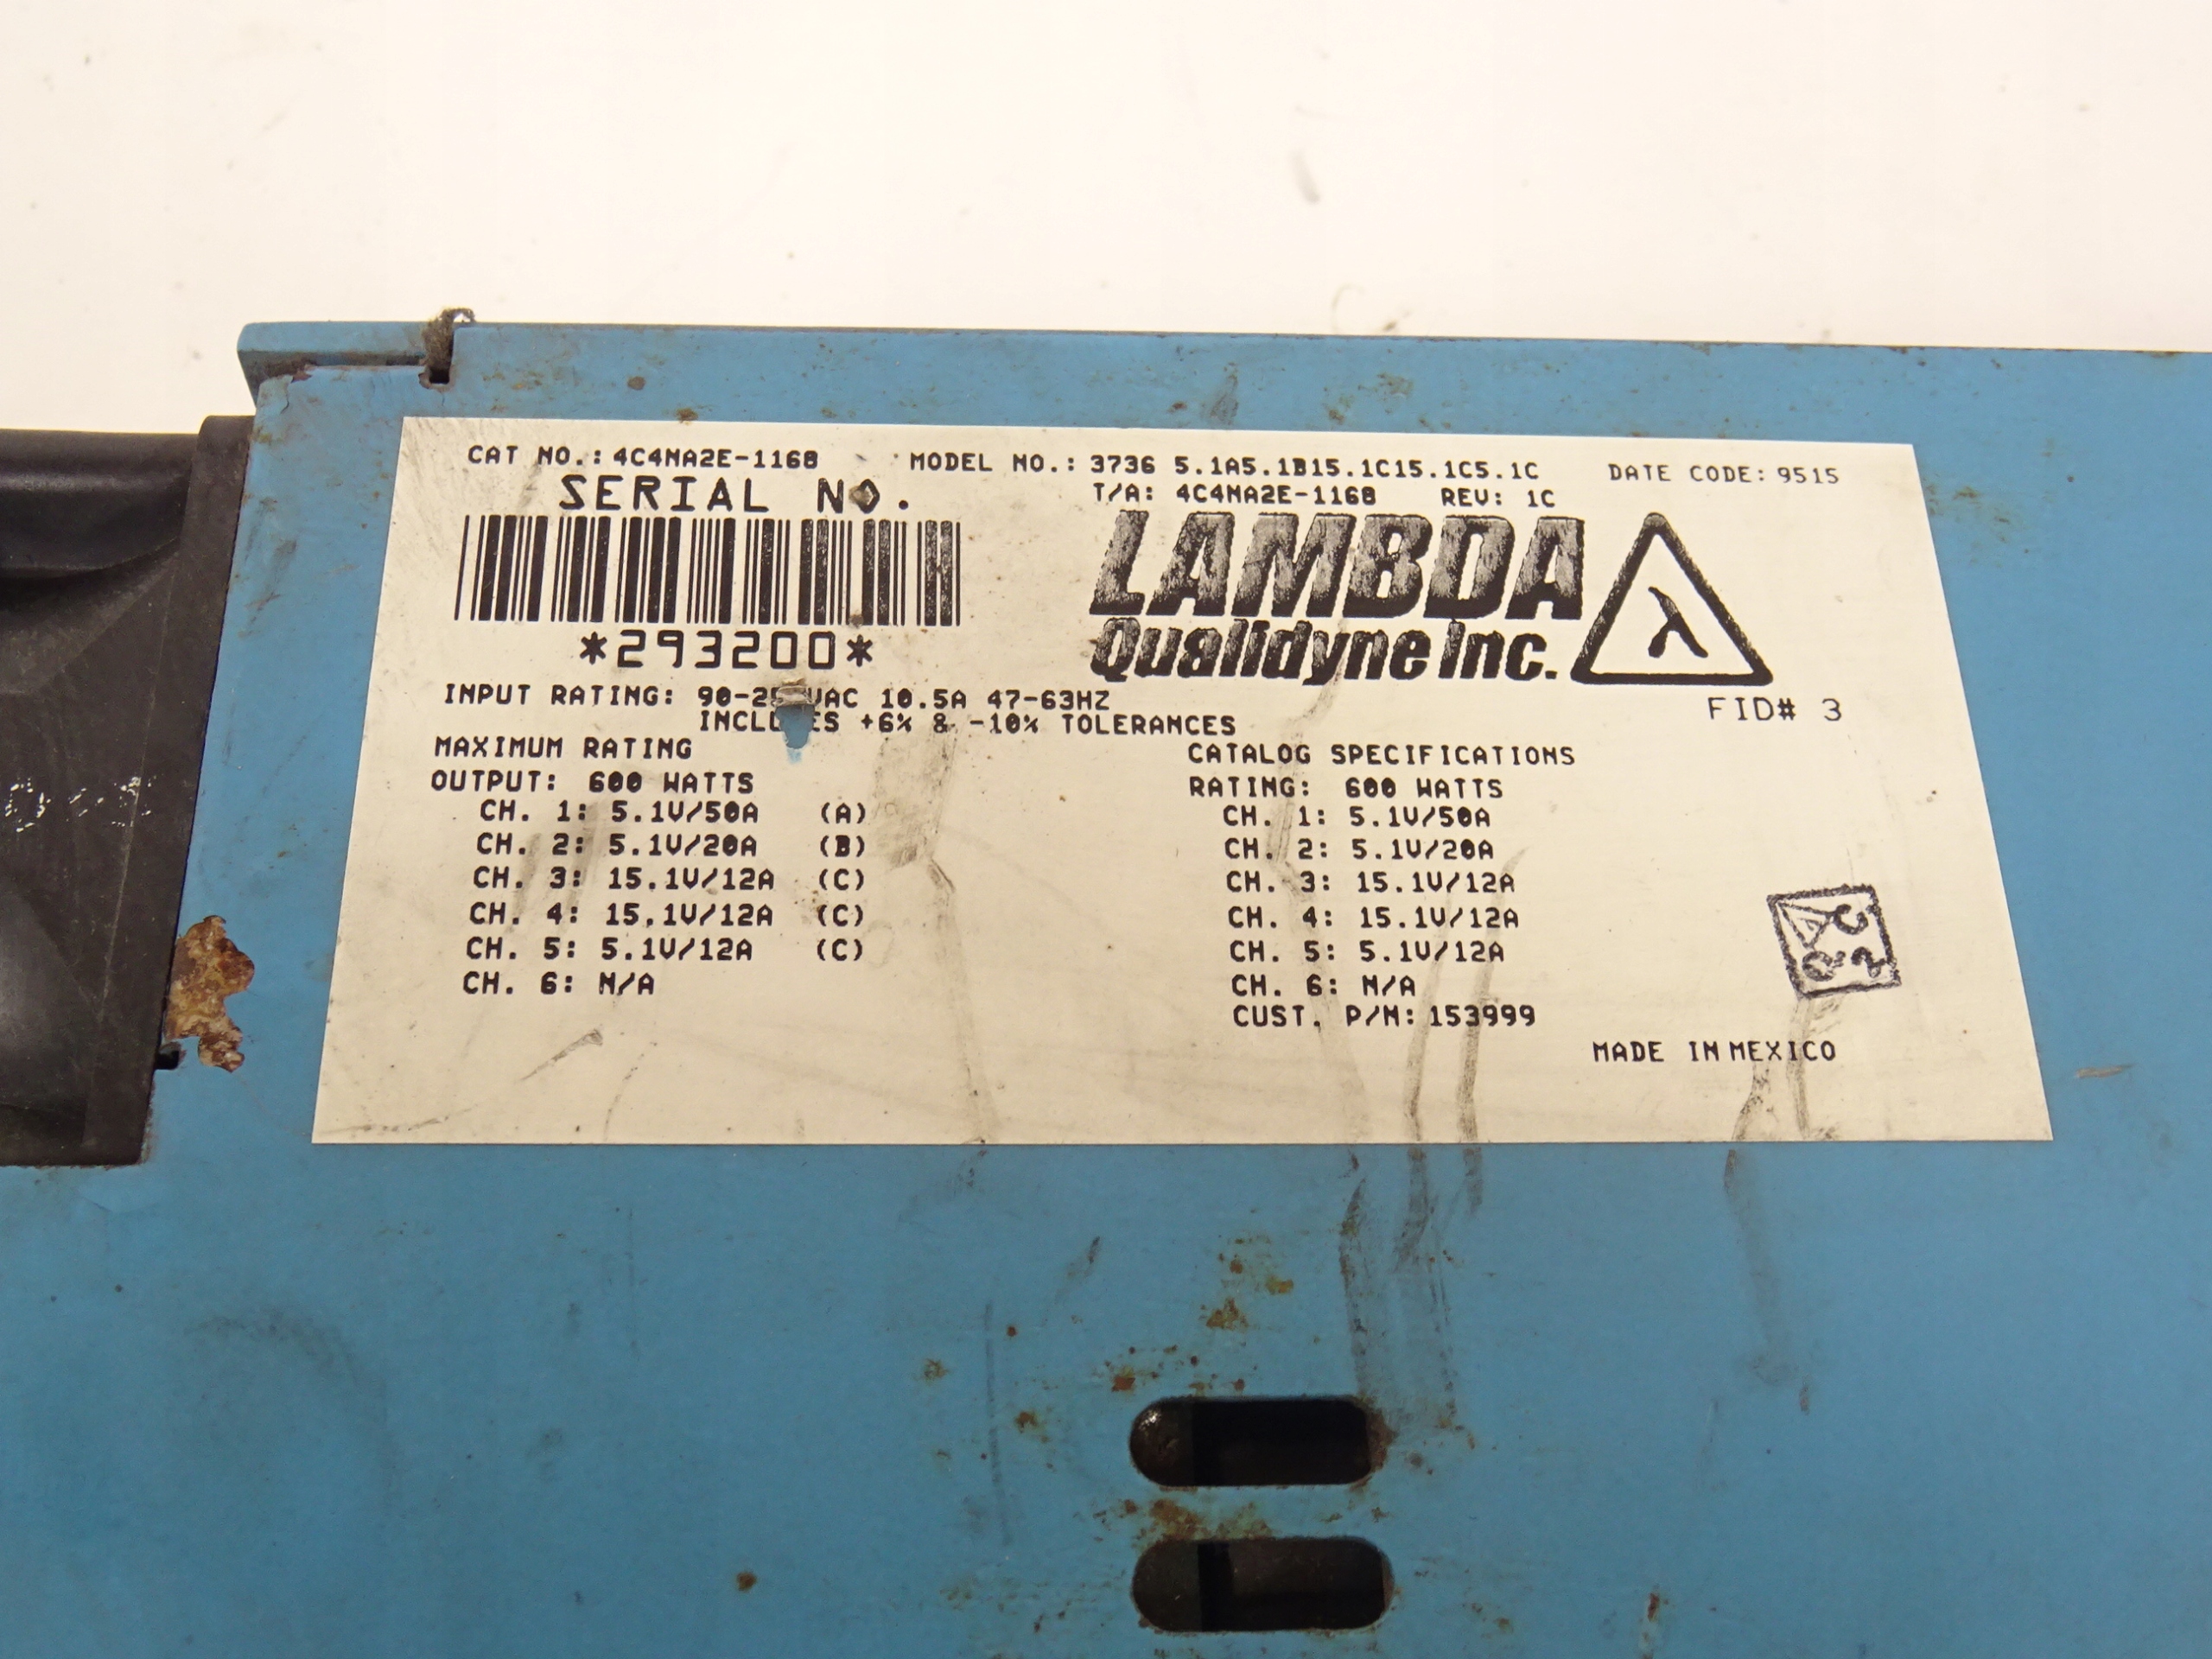 CAT NO.: 4C4NA2E-1168 MODEL NO.: 3736 5.1A5.1B15.1C15.1C5.1C DATE CODE: 9515
SERIAL NO. T/A: 4C4NA2E-1168 REV: 1C
LAMBDA λ
*293200* Qualidyne Inc.
INPUT RATING: VAC 10.5A 47-63HZ FID# 3
+6% & -10% TOLERANCES
MAXIMUM RATING
OUTPUT: 600 WATTS
CH. 1: 5.1V/50A (A)
CH. 2: 5.1V/20A (B)
CH. 3: 15.1V/12A (C)
CH. 4: 15.1V/12A (C)
CH. 5: 5.1V/12A (C)
CH. 6: N/A
CATALOG SPECIFICATIONS
RATING: 600 WATTS
CH. 1: 5.1V/50A
CH. 2: 5.1V/20A
CH. 3: 15.1V/12A
CH. 4: 15.1V/12A
CH. 5: 5.1V/12A
CH. 6: N/A
CUST. P/N: 153999
MADE IN MEXICO